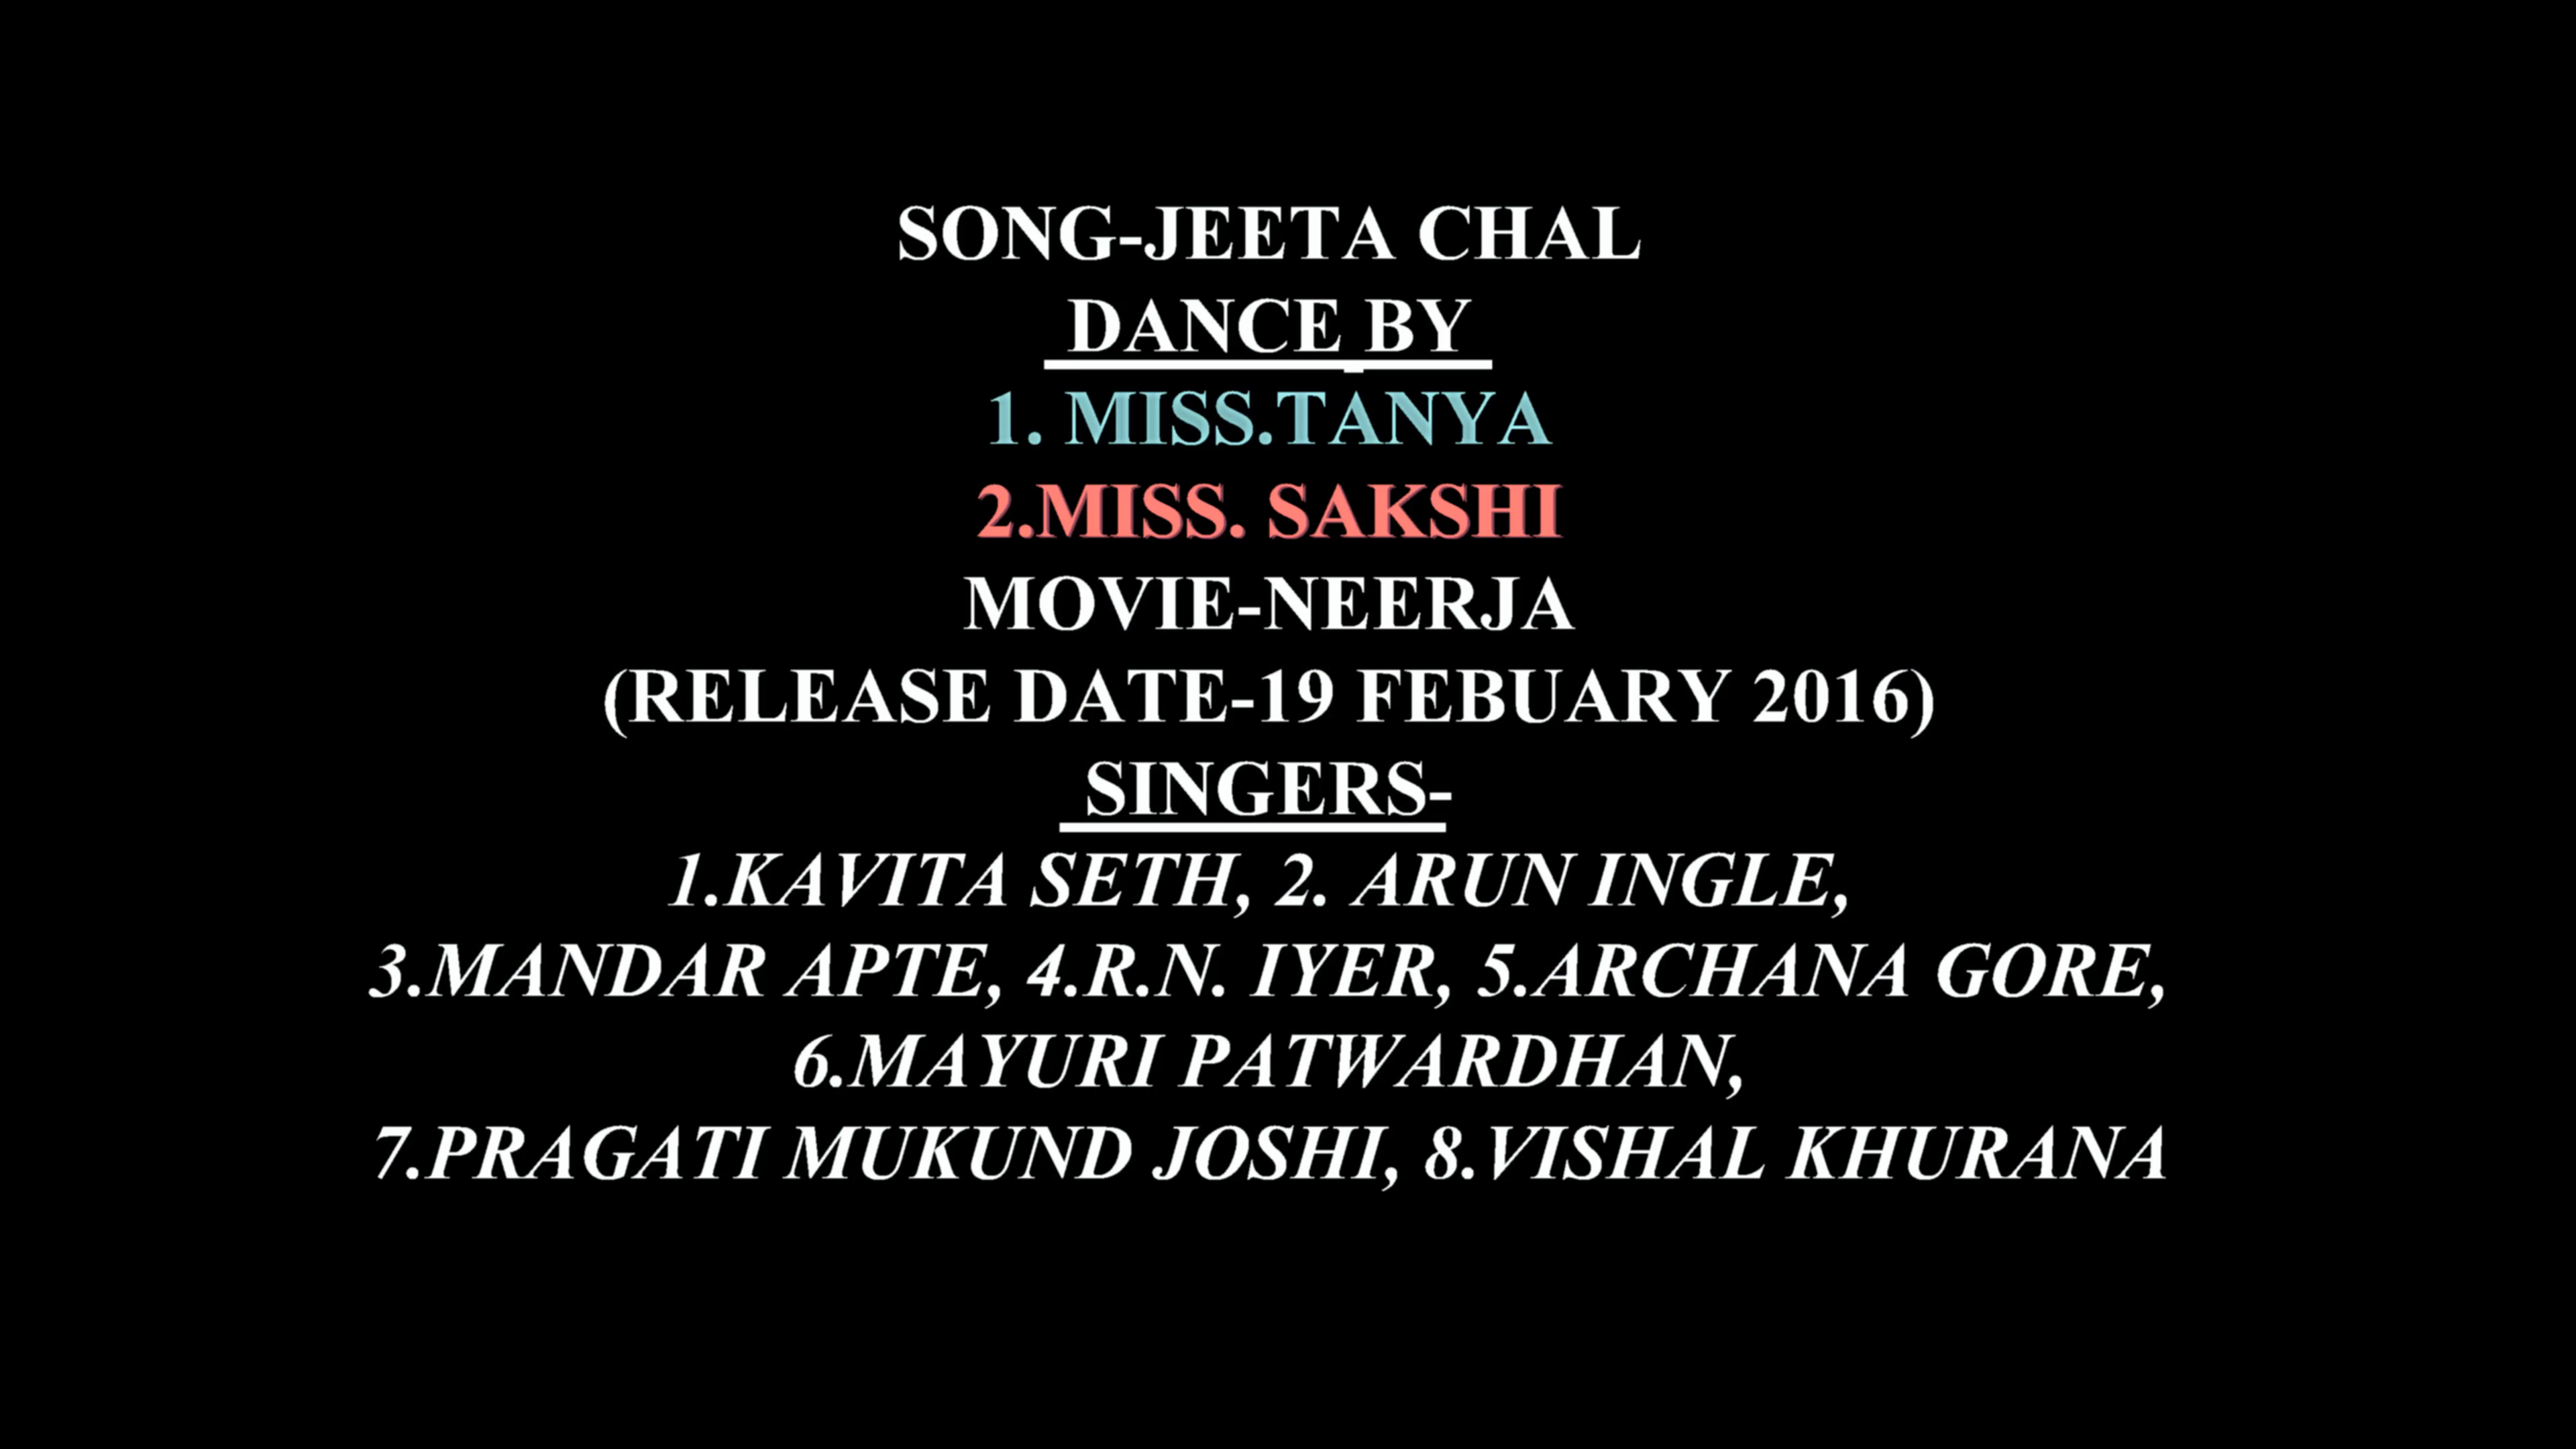 SONG-JEETA CHAL
DANCE BY
1. MISS.TANYA
2.MISS. SAKSHI
MOVIE-NEERJA
(RELEASE DATE-19 FEBUARY 2016)
SINGERS-
1.KAVITA SETH, 2. ARUN INGLE,
3.MANDAR APTE, 4.R.N. IYER, 5.ARCHANA GORE,
6.MAYURI PATWARDHAN,
7.PRAGATI MUKUND JOSHI, 8.VISHAL KHURANA